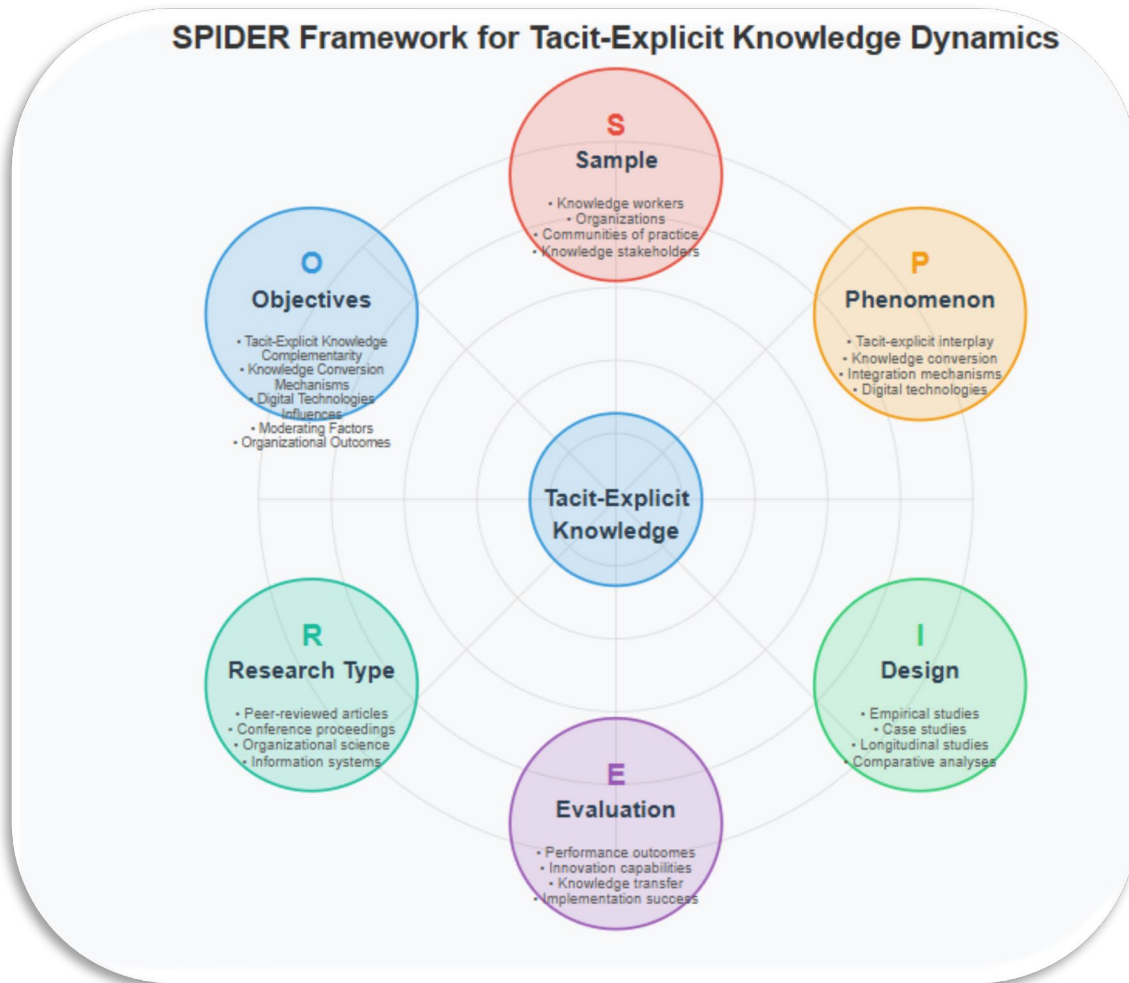 SPIDER Framework for Tacit-Explicit Knowledge Dynamics
S
Sample
• Knowledge workers
• Organizations
• Communities of practice
• Knowledge stakeholders
P
Phenomenon
• Tacit-explicit interplay
• Knowledge conversion
• Integration mechanisms
• Digital technologies
I
Design
• Empirical studies
• Case studies
• Longitudinal studies
• Comparative analyses
E
Evaluation
• Performance outcomes
• Innovation capabilities
• Knowledge transfer
• Implementation success
R
Research Type
• Peer-reviewed articles
• Conference proceedings
• Organizational science
• Information systems
O
Objectives
• Tacit-Explicit Knowledge
Complementarity
• Knowledge Conversion
Mechanisms
• Digital Technologies
Influences
• Moderating Factors
• Organizational Outcomes
Tacit-Explicit
Knowledge